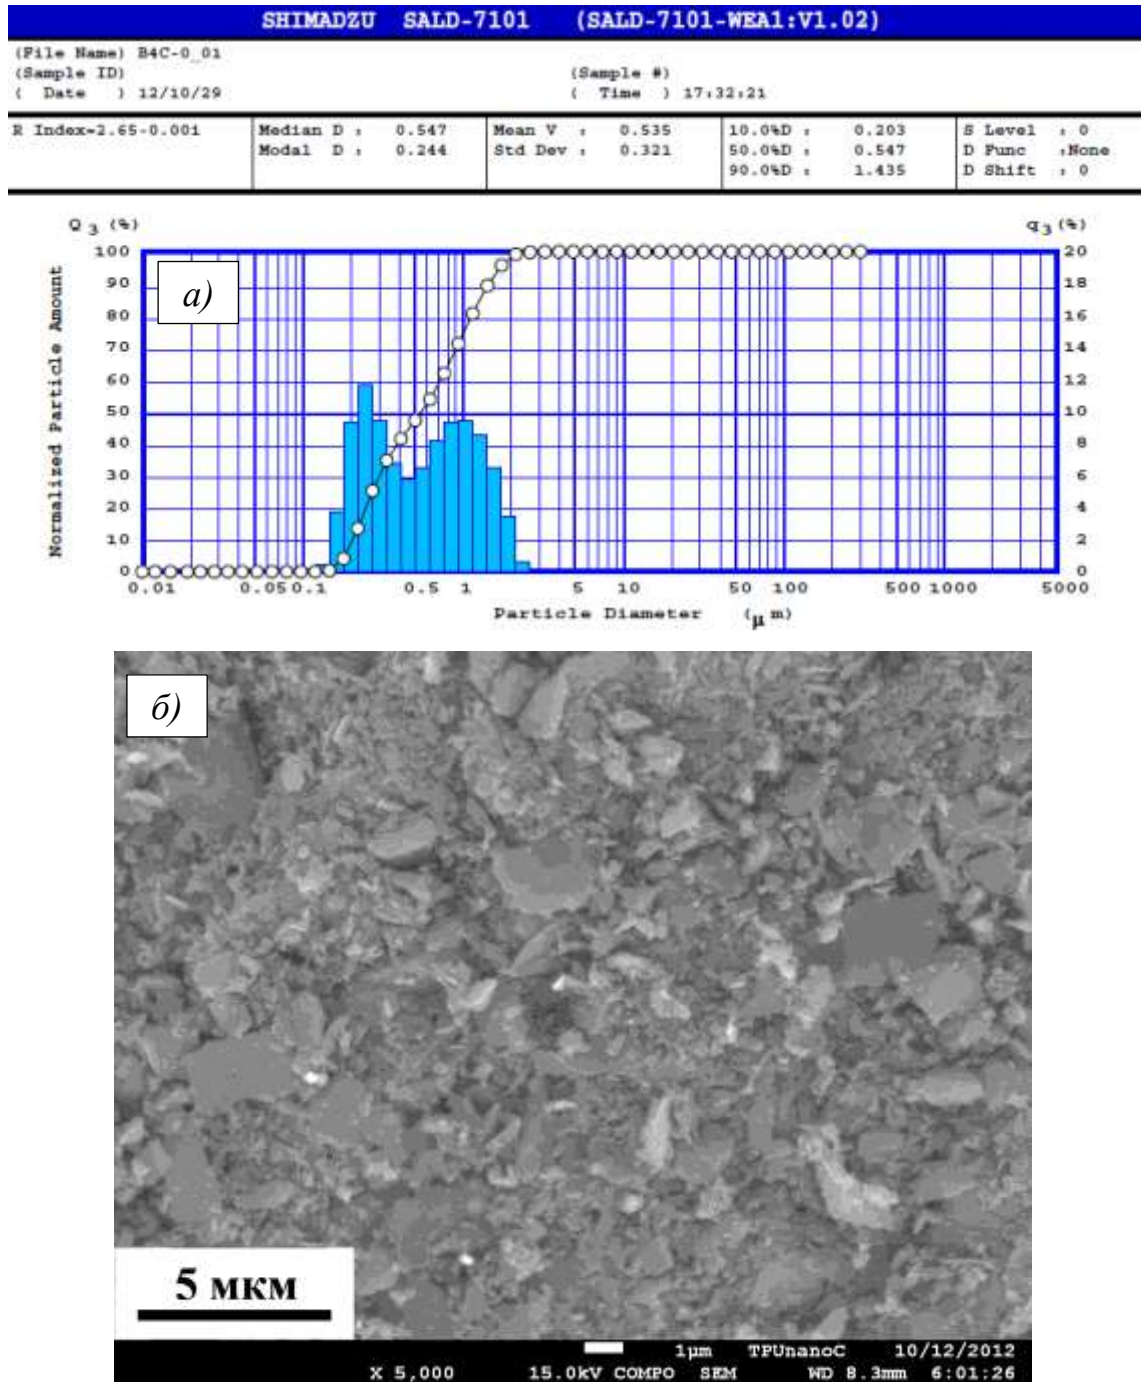 SHIMADZU SALD-7101 (SALD-7101-WEA1:V1.02)
(File Name) B4C-0_01
(Sample ID) (Sample #)
( Date ) 12/10/29 ( Time ) 17:32:21
R Index=2.65-0.001 Median D : 0.547 Mean V : 0.535 10.0%D : 0.203 S Level : 0
Modal D : 0.244 Std Dev : 0.321 50.0%D : 0.547 D Func :None
90.0%D : 1.435 D Shift : 0
Q 3 (%) q 3 (%)
а)
Normalized Particle Amount
100 20
90 18
80 16
70 14
60 12
50 10
40 8
30 6
20 4
10 2
0 0
0.01 0.05 0.1 0.5 1 5 10 50 100 500 1000 5000
Particle Diameter (μm)
б)
5 мкм
1μm TPUnanoC 10/12/2012
X 5,000 15.0kV COMPO SEM WD 8.3mm 6:01:26